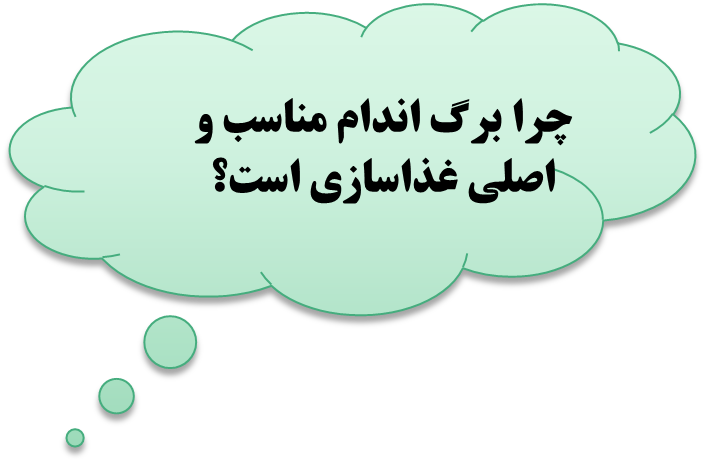 چرا برگ اندام مناسب و
اصلی غذاسازی است؟